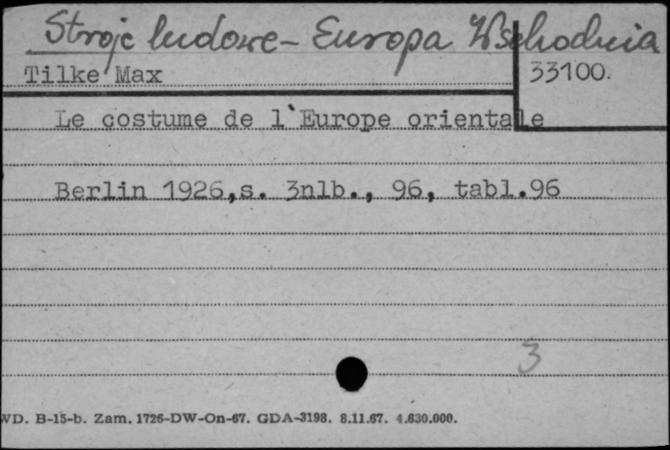 Stroje ludowe - Europa Wschodnia
Tilke Max
33100.
Le costume de l`Europe orientale
Berlin 1926,s. 3nlb., 96, tabl.96
3
WD. B-15-b. Zam. 1726-DW-On-67. GDA-3198. 8.11.67. 4.630.000.